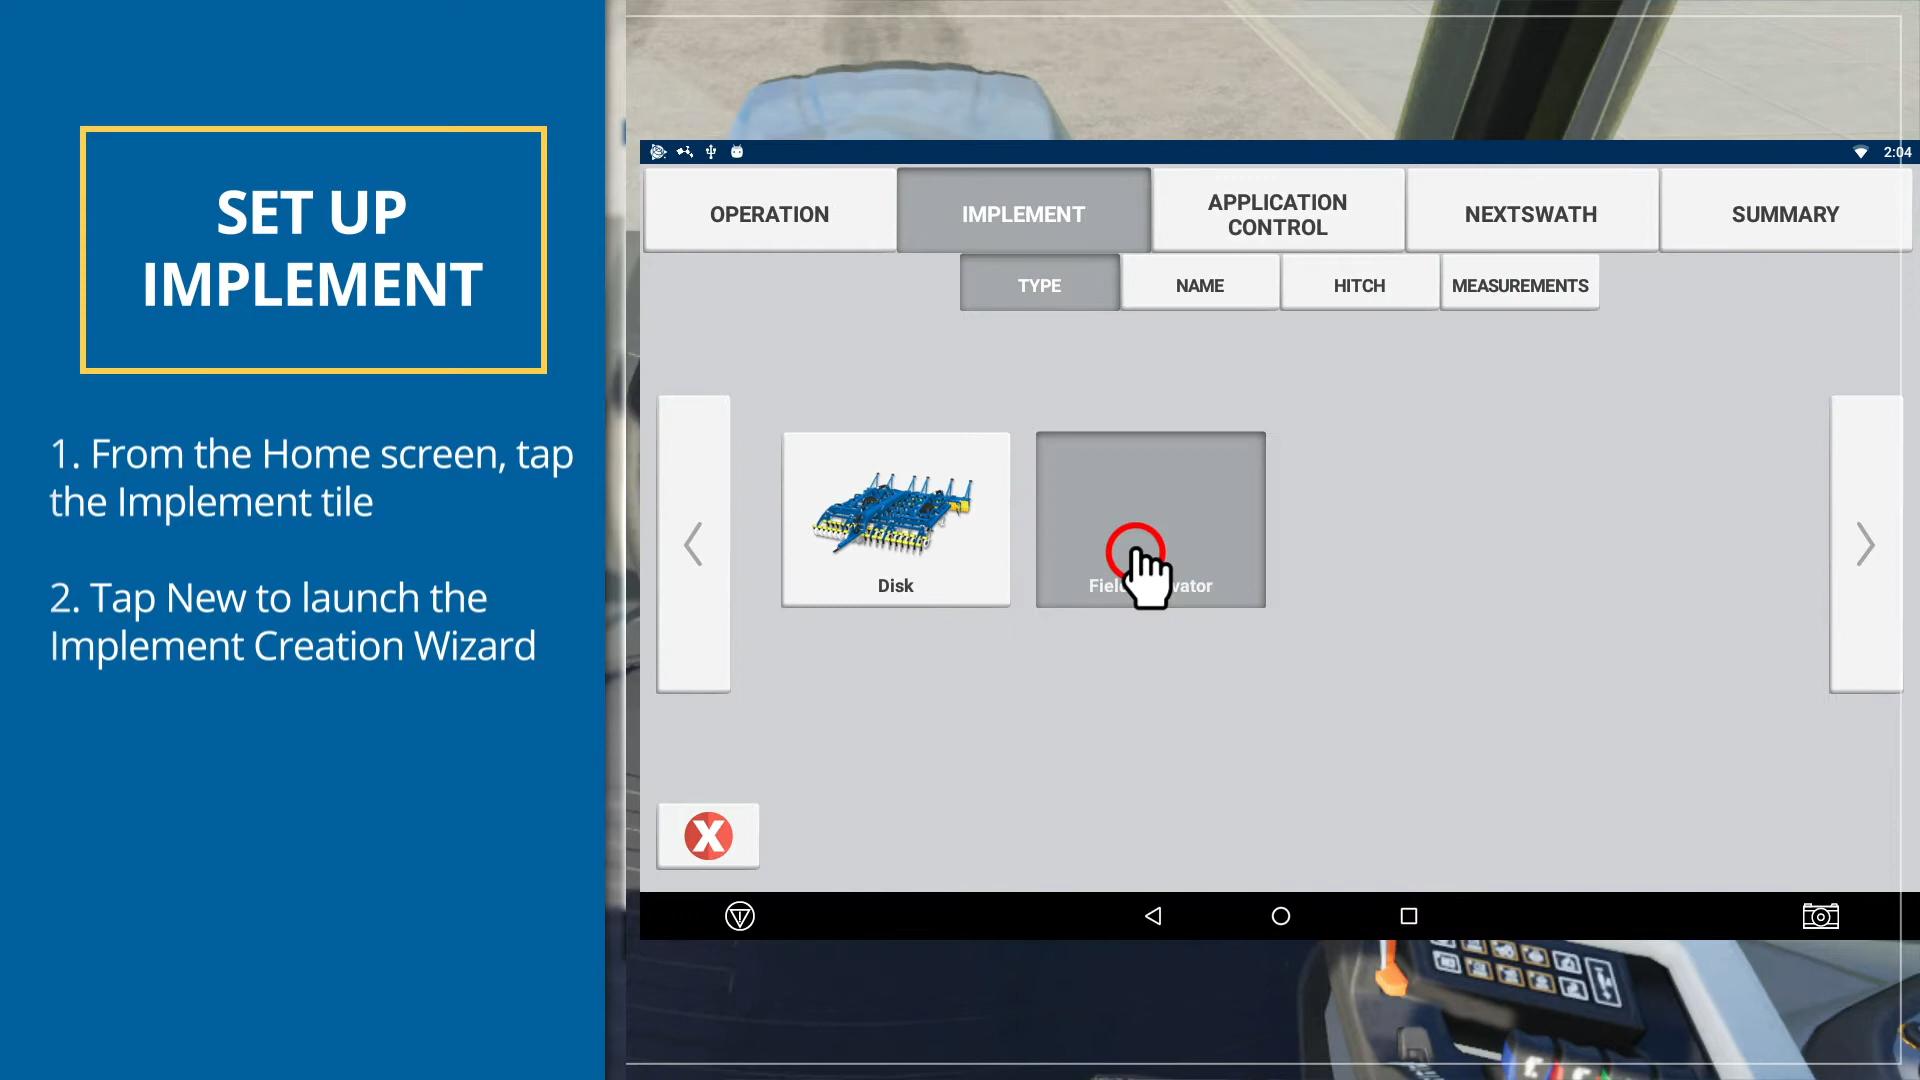 SET UP
IMPLEMENT
1. From the Home screen, tap
the Implement tile
2. Tap New to launch the
Implement Creation Wizard
2:04
OPERATION
IMPLEMENT
APPLICATION
CONTROL
NEXTSWATH
SUMMARY
TYPE
NAME
HITCH
MEASUREMENTS
Disk
X